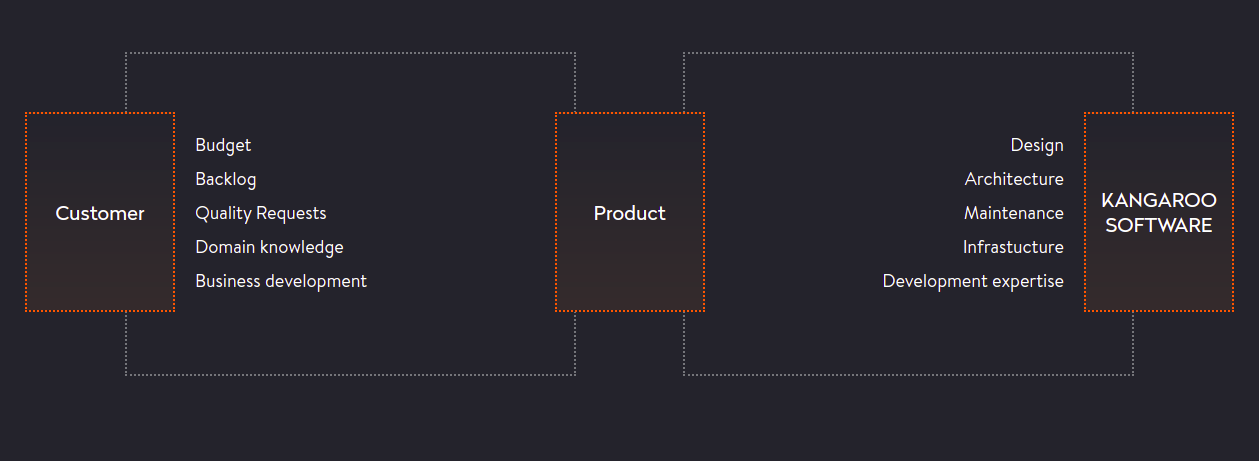 Customer
Budget
Backlog
Quality Requests
Domain knowledge
Business development
Product
Design
Architecture
Maintenance
Infrastucture
Development expertise
KANGAROO
SOFTWARE